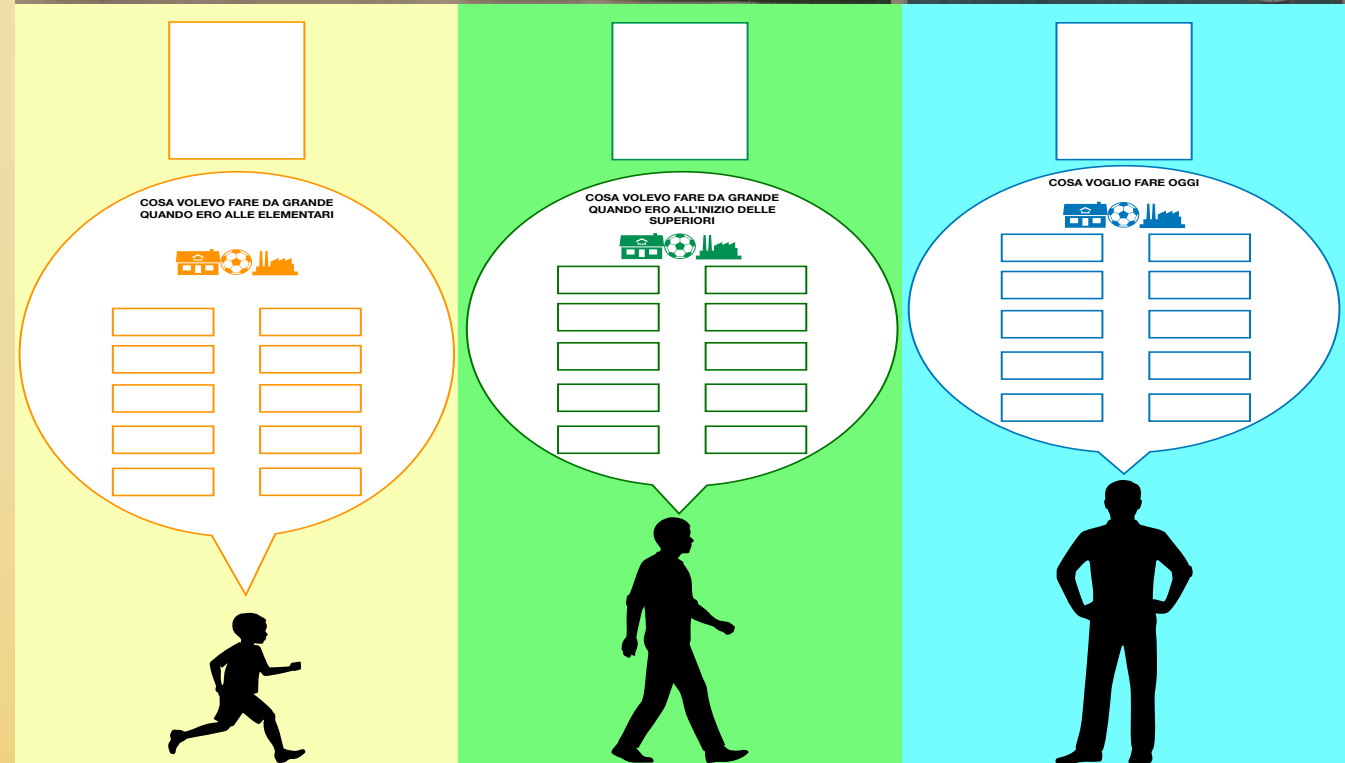 COSA VOLEVO FARE DA GRANDE
QUANDO ERO ALLE ELEMENTARI
COSA VOLEVO FARE DA GRANDE
QUANDO ERO ALL'INIZIO DELLE
SUPERIORI
COSA VOGLIO FARE OGGI